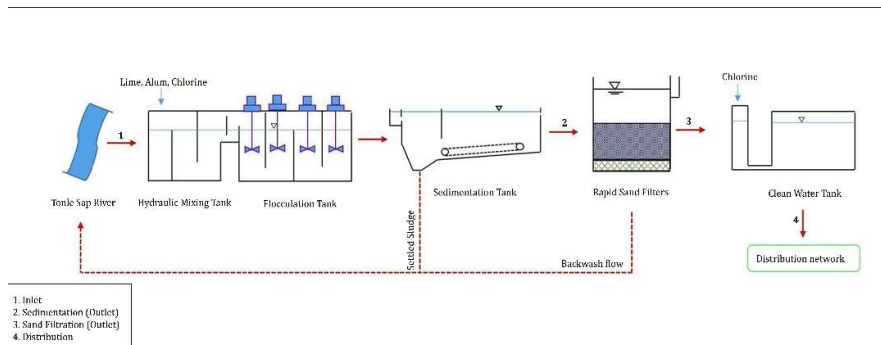 Lime, Alum, Chlorine
Chlorine
1
2
3
Tonle Sap River
Hydraulic Mixing Tank
Flocculation Tank
Sedimentation Tank
Rapid Sand Filters
Clean Water Tank
4
Settled Sludge
Backwash flow
Distribution network
1. Inlet
2. Sedimentation (Outlet)
3. Sand Filtration (Outlet)
4. Distribution